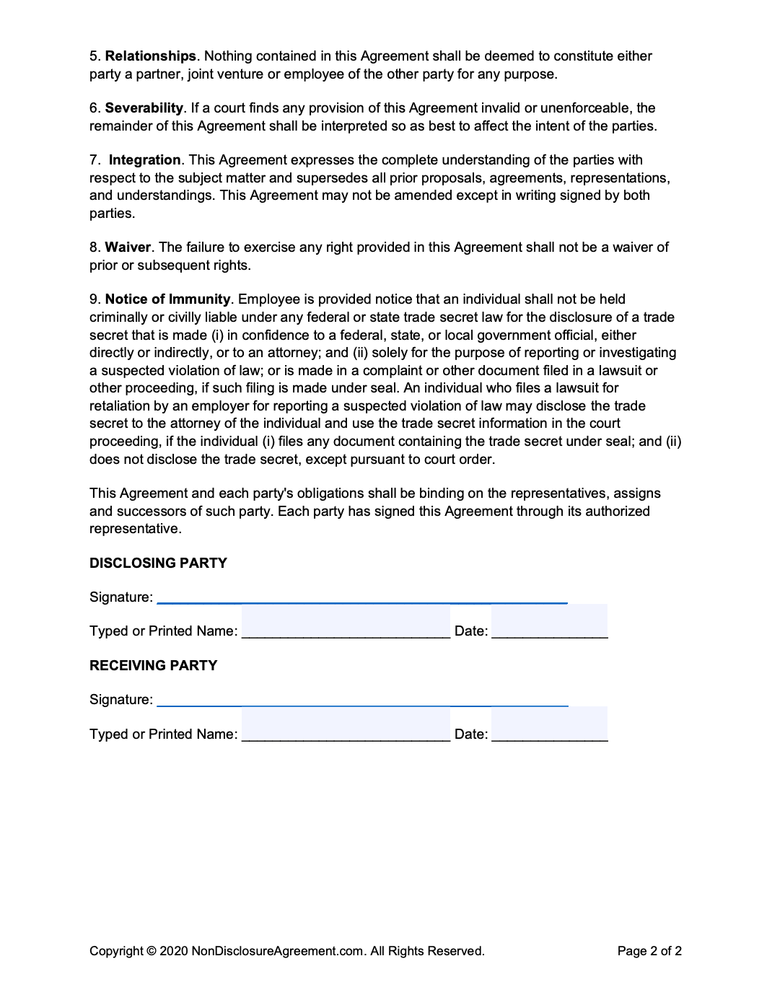 5. Relationships. Nothing contained in this Agreement shall be deemed to constitute either
party a partner, joint venture or employee of the other party for any purpose.
6. Severability. If a court finds any provision of this Agreement invalid or unenforceable, the
remainder of this Agreement shall be interpreted so as best to affect the intent of the parties.
7.  Integration. This Agreement expresses the complete understanding of the parties with
respect to the subject matter and supersedes all prior proposals, agreements, representations,
and understandings. This Agreement may not be amended except in writing signed by both
parties.
8. Waiver. The failure to exercise any right provided in this Agreement shall not be a waiver of
prior or subsequent rights.
9. Notice of Immunity. Employee is provided notice that an individual shall not be held
criminally or civilly liable under any federal or state trade secret law for the disclosure of a trade
secret that is made (i) in confidence to a federal, state, or local government official, either
directly or indirectly, or to an attorney; and (ii) solely for the purpose of reporting or investigating
a suspected violation of law; or is made in a complaint or other document filed in a lawsuit or
other proceeding, if such filing is made under seal. An individual who files a lawsuit for
retaliation by an employer for reporting a suspected violation of law may disclose the trade
secret to the attorney of the individual and use the trade secret information in the court
proceeding, if the individual (i) files any document containing the trade secret under seal; and (ii)
does not disclose the trade secret, except pursuant to court order.
This Agreement and each party's obligations shall be binding on the representatives, assigns
and successors of such party. Each party has signed this Agreement through its authorized
representative.
DISCLOSING PARTY
Signature: ____________________
Typed or Printed Name: ____________________ Date: _______________
RECEIVING PARTY
Signature: ____________________
Typed or Printed Name: ____________________ Date: _______________
Copyright © 2020 NonDisclosureAgreement.com. All Rights Reserved. Page 2 of 2